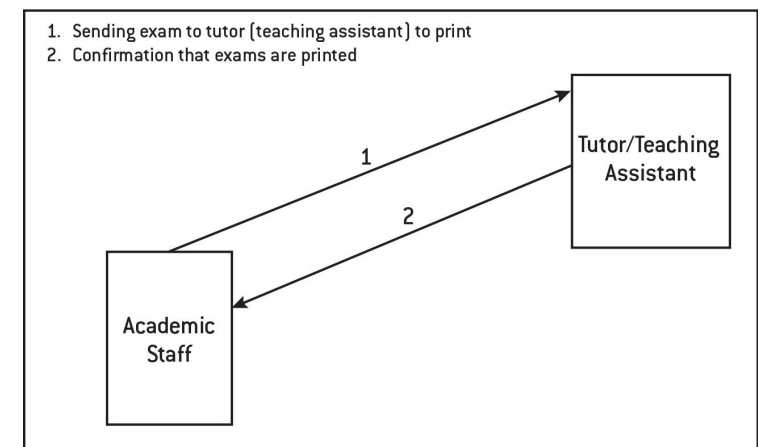 1. Sending exam to tutor (teaching assistant) to print
2. Confirmation that exams are printed
1
Tutor/Teaching
Assistant
2
Academic
Staff